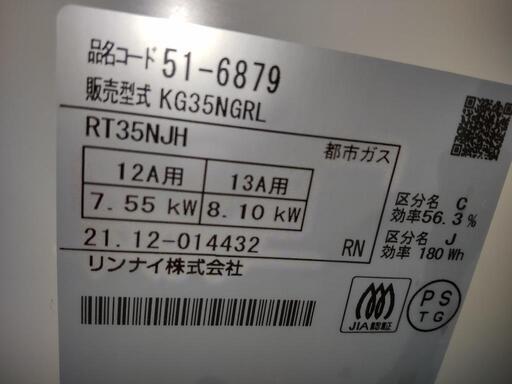 品名コード 51-6879
販売型式 KG35NGRL
RT35NJH
都市ガス
12A用 13A用
7.55 kW 8.10 kW
区分名 C
効率56.3%
区分名 J
効率 180 Wh
21.12-014432 RN
リンナイ株式会社
JIA認証
PS
TG